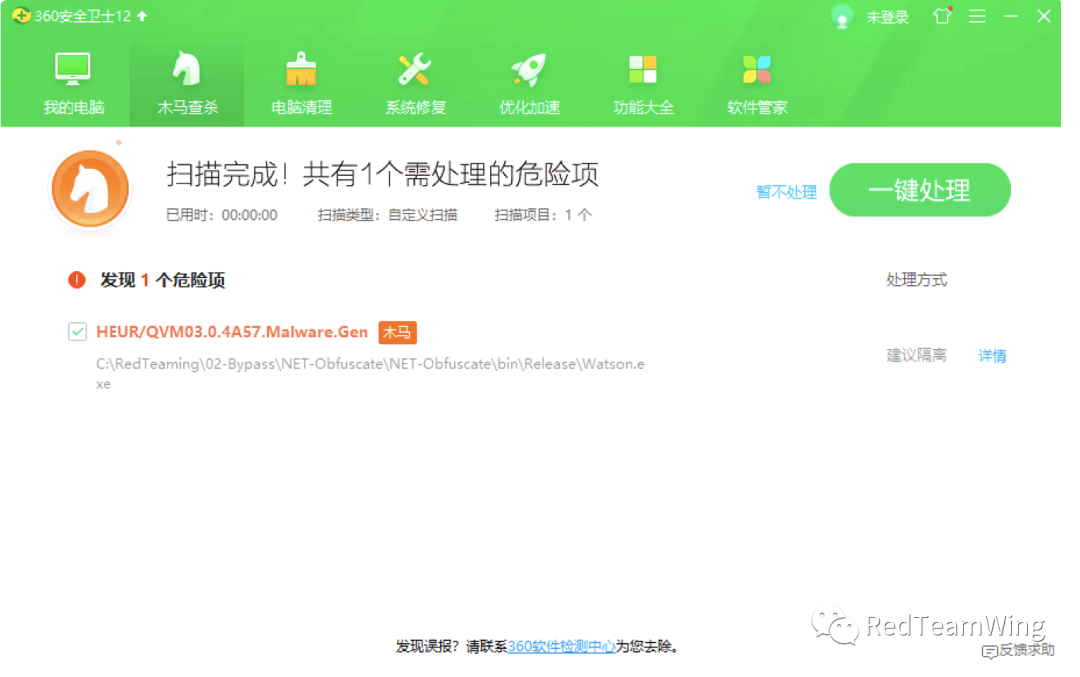 360安全卫士12
未登录
我的电脑 木马查杀 电脑清理 系统修复 优化加速 功能大全 软件管家
扫描完成！共有1个需处理的危险项
暂不处理 一键处理
已用时：00:00:00 扫描类型：自定义扫描 扫描项目：1 个
发现 1 个危险项 处理方式
HEUR/QVM03.0.4A57.Malware.Gen 木马
C:\RedTeaming\02-Bypass\NET-Obfuscate\NET-Obfuscate\bin\Release\Watson.e
xe
建议隔离 详情
RedTeamWing
发现误报？请联系360软件检测中心为您去除。
反馈求助